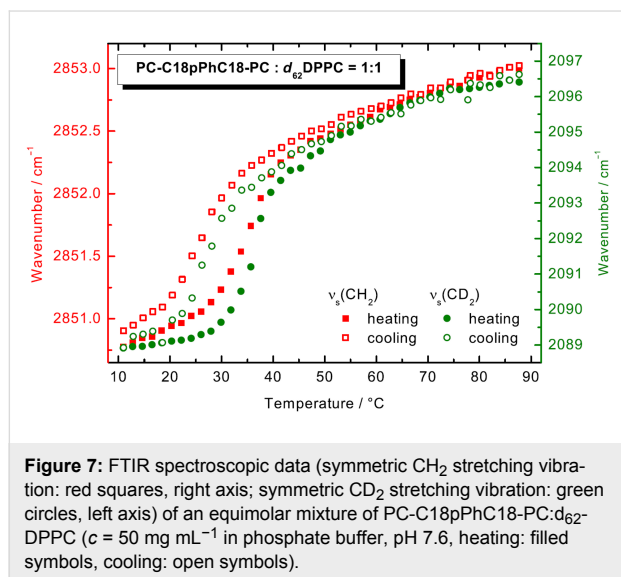 PC-C18pPhC18-PC : d62DPPC = 1:1
2853.0
2852.5
2852.0
2851.5
2851.0
Wavenumber / cm⁻¹
2097
2096
2095
2094
2093
2092
2091
2090
2089
Wavenumber / cm⁻¹
νs(CH2) νs(CD2)
heating heating
cooling cooling
10 20 30 40 50 60 70 80 90
Temperature / °C
Figure 7: FTIR spectroscopic data (symmetric CH2 stretching vibra-
tion: red squares, right axis; symmetric CD2 stretching vibration: green
circles, left axis) of an equimolar mixture of PC-C18pPhC18-PC:d62-
DPPC (c = 50 mg mL⁻¹ in phosphate buffer, pH 7.6, heating: filled
symbols, cooling: open symbols).